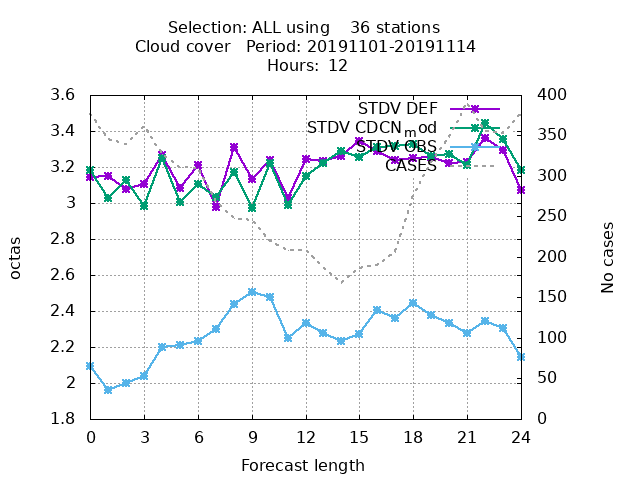 Selection: ALL using 36 stations
Cloud cover Period: 20191101-20191114
Hours: 12
STDV DEF
STDV CDCN_mod
STDV OBS
CASES
octas
No cases
3.6
3.4
3.2
3
2.8
2.6
2.4
2.2
2
1.8
400
350
300
250
200
150
100
50
0
0 3 6 9 12 15 18 21 24
Forecast length